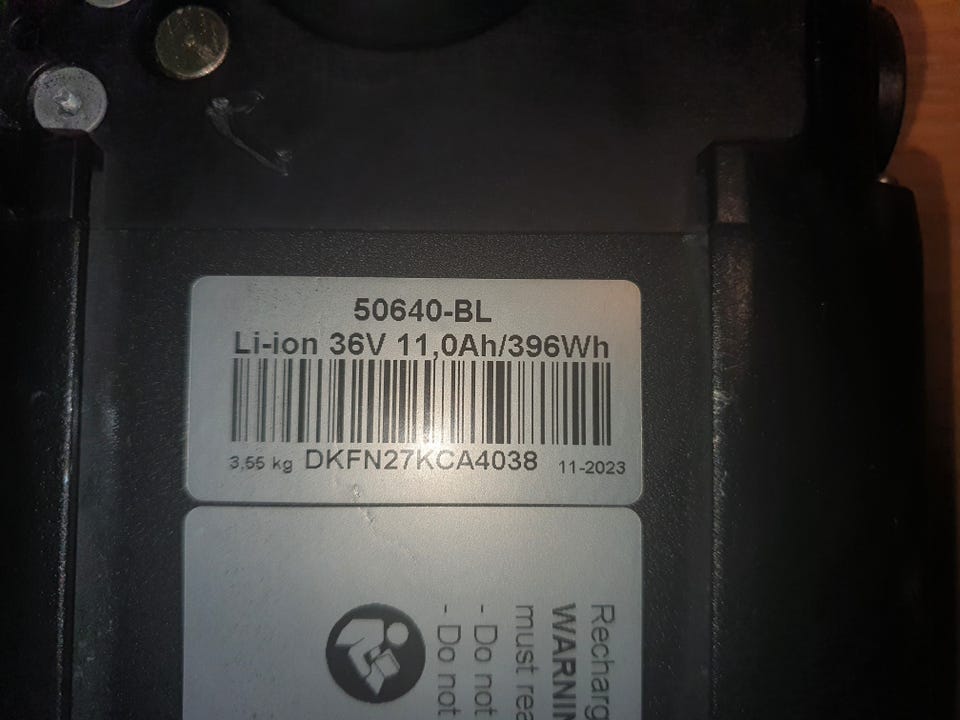 50640-BL
Li-ion 36V 11,0Ah/396Wh
3,55 kg DKFN27KCA4038 11-2023
Recharg
WARNIN
must rea
- Do not
- Do not